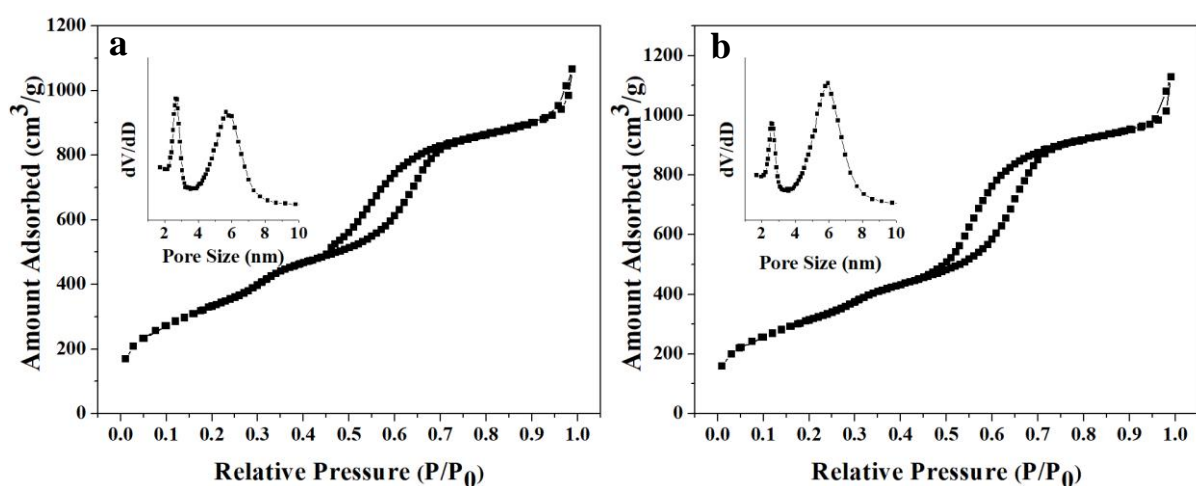 a
Amount Adsorbed (cm³/g)
1200
1000
800
600
400
200
0
0.0 0.1 0.2 0.3 0.4 0.5 0.6 0.7 0.8 0.9 1.0
Relative Pressure (P/P₀)
dV/dD
2 4 6 8 10
Pore Size (nm)
b
Amount Adsorbed (cm³/g)
1200
1000
800
600
400
200
0
0.0 0.1 0.2 0.3 0.4 0.5 0.6 0.7 0.8 0.9 1.0
Relative Pressure (P/P₀)
dV/dD
2 4 6 8 10
Pore Size (nm)